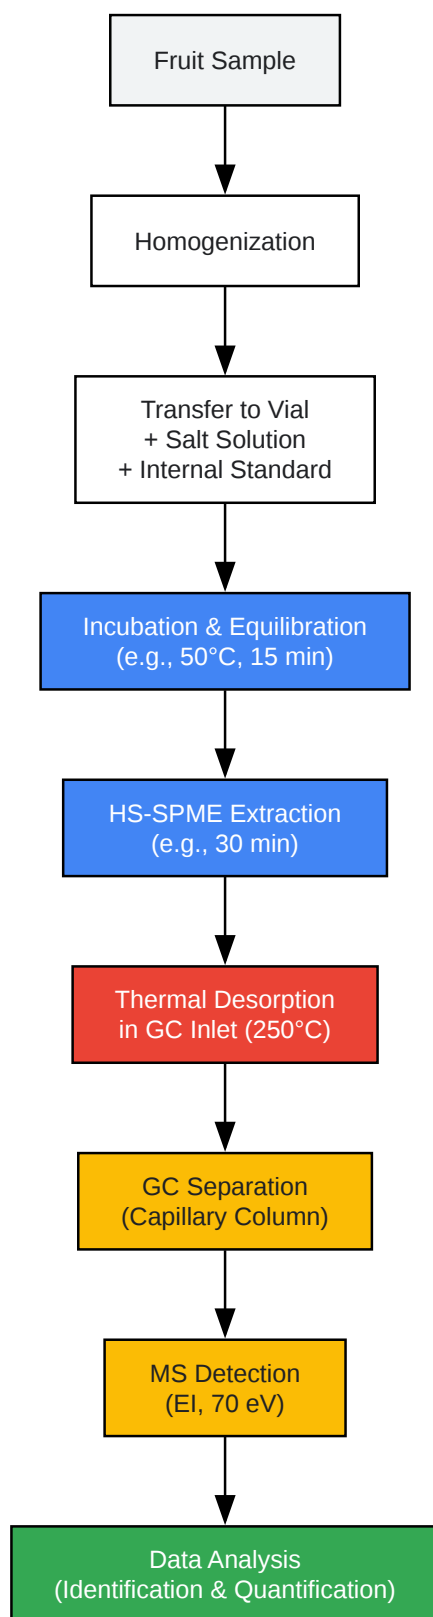 Fruit Sample
Homogenization
Transfer to Vial
+ Salt Solution
+ Internal Standard
Incubation & Equilibration
(e.g., 50°C, 15 min)
HS-SPME Extraction
(e.g., 30 min)
Thermal Desorption
in GC Inlet (250°C)
GC Separation
(Capillary Column)
MS Detection
(EI, 70 eV)
Data Analysis
(Identification & Quantification)